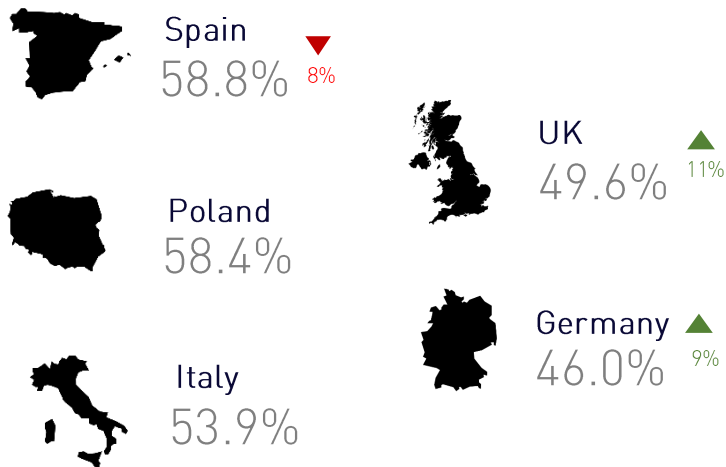 Spain
58.8%
8%
Poland
58.4%
Italy
53.9%
UK
49.6%
11%
Germany
46.0%
9%